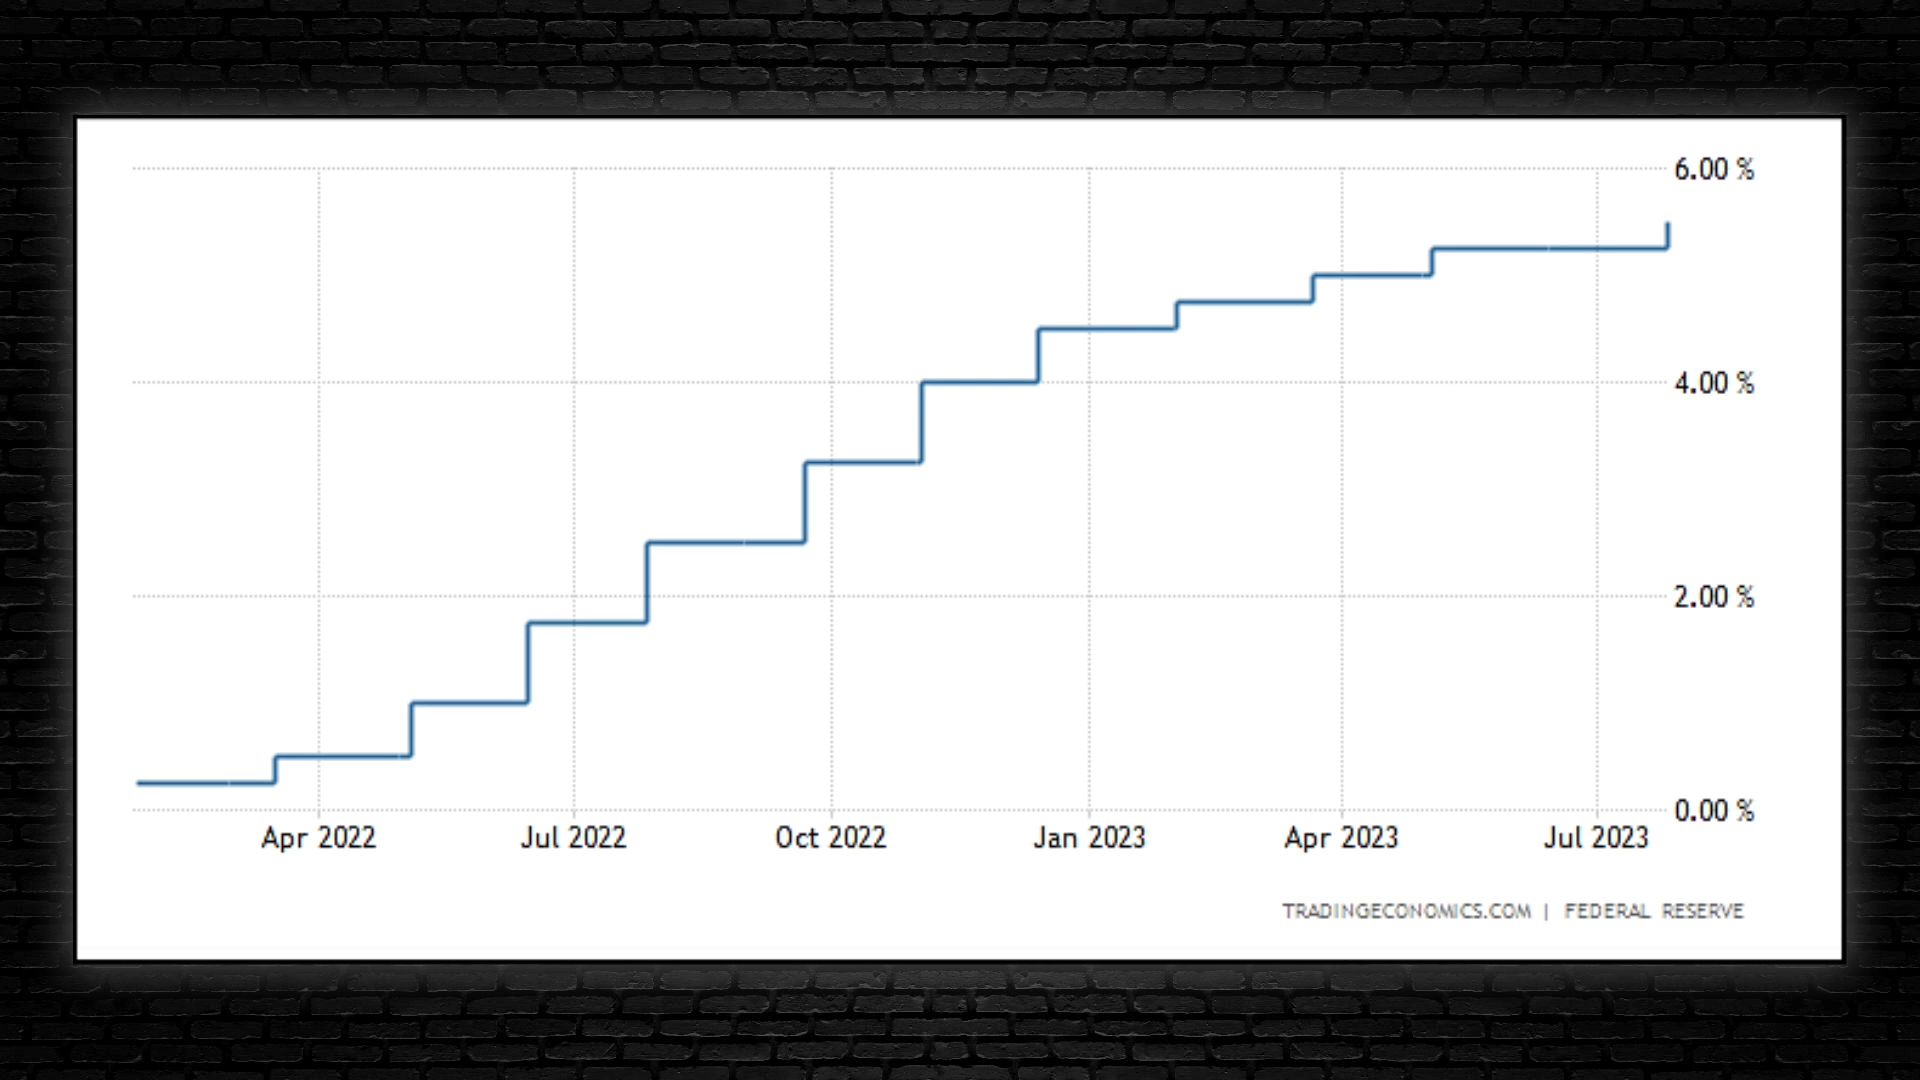 6.00 %
4.00 %
2.00 %
0.00 %
Apr 2022 Jul 2022 Oct 2022 Jan 2023 Apr 2023 Jul 2023
TRADINGECONOMICS.COM | FEDERAL RESERVE